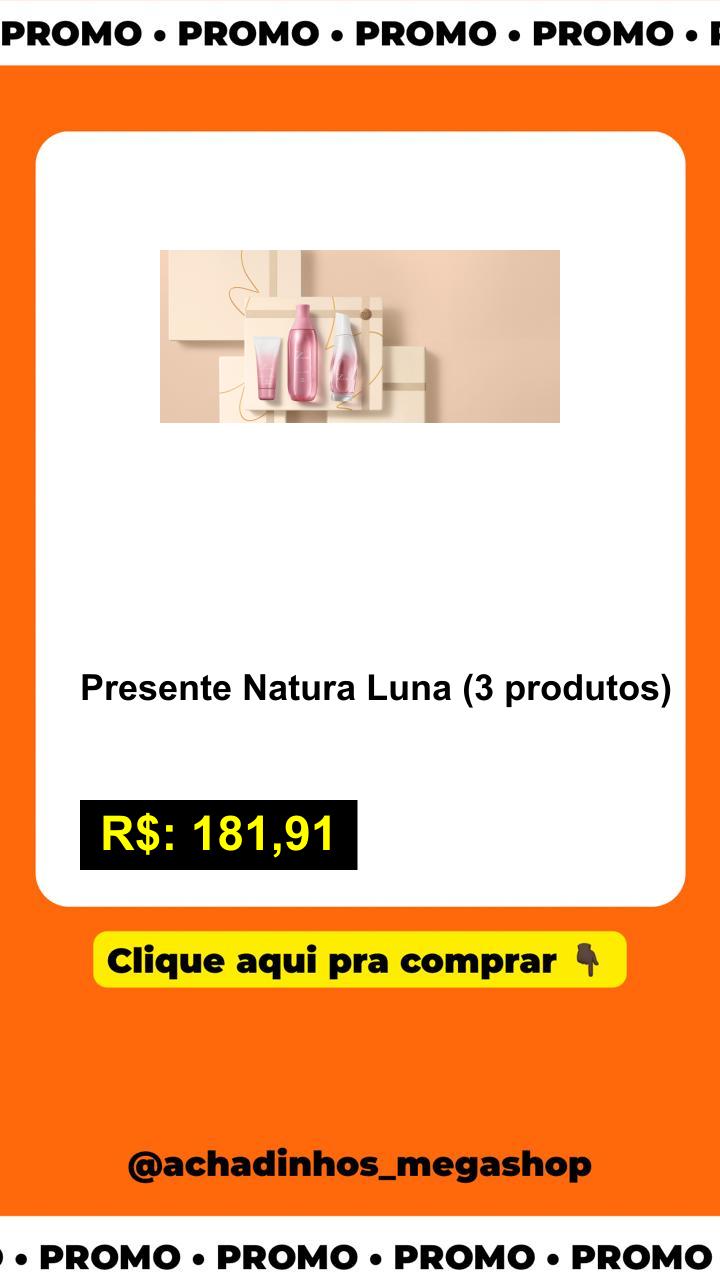 PROMO • PROMO • PROMO • PROMO •
Presente Natura Luna (3 produtos)
R$: 181,91
Clique aqui pra comprar 👇🏿
@achadinhos_megashop
• PROMO • PROMO • PROMO • PROMO